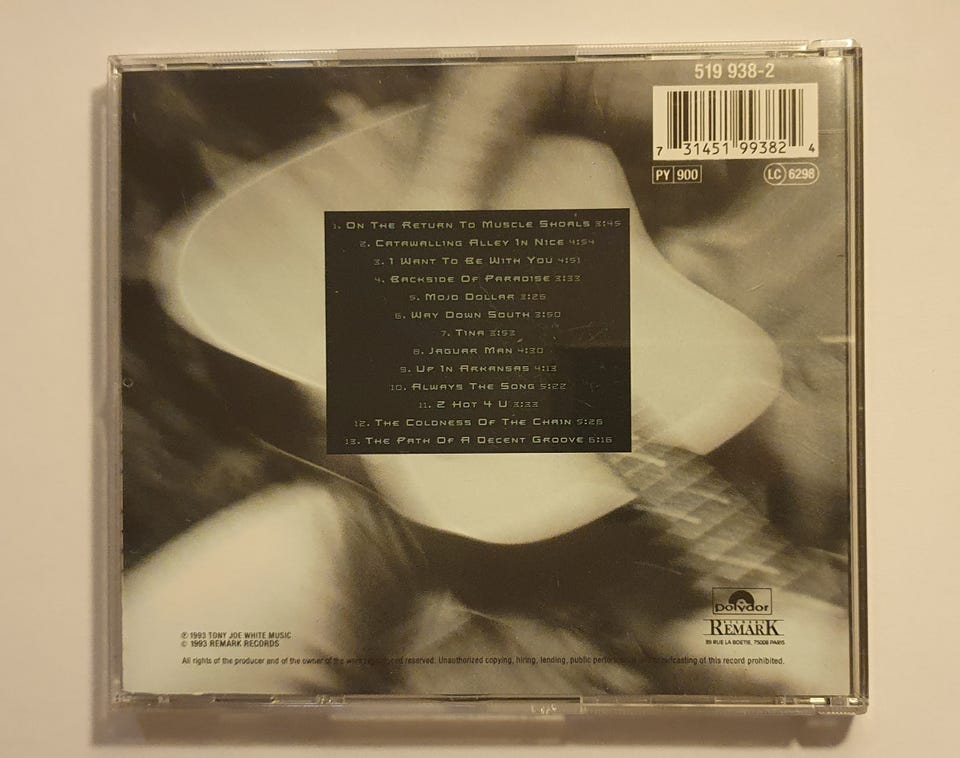 519 938-2
7 31451 99382 4
PY 900
LC 6298
1. On The Return To Muscle Shoals 3:45
2. Catawalling Alley In Nice 4:54
3. I Want To Be With You 4:51
4. Backside Of Paradise 3:33
5. Mojo Dollar 3:26
6. Way Down South 3:50
7. Tina 3:53
8. Jaguar Man 4:30
9. Up In Arkansas 4:13
10. Always The Song 5:22
11. 2 Hot 4 U 3:33
12. The Coldness Of The Chain 5:26
13. The Path Of A Decent Groove 6:16
polydor
REMARK
39 RUE LA BOETIE, 75008 PARIS
℗ 1993 TONY JOE WHITE MUSIC
© 1993 REMARK RECORDS
All rights of the producer and of the owner of the work reproduced reserved. Unauthorized copying, hiring, lending, public performance and broadcasting of this record prohibited.